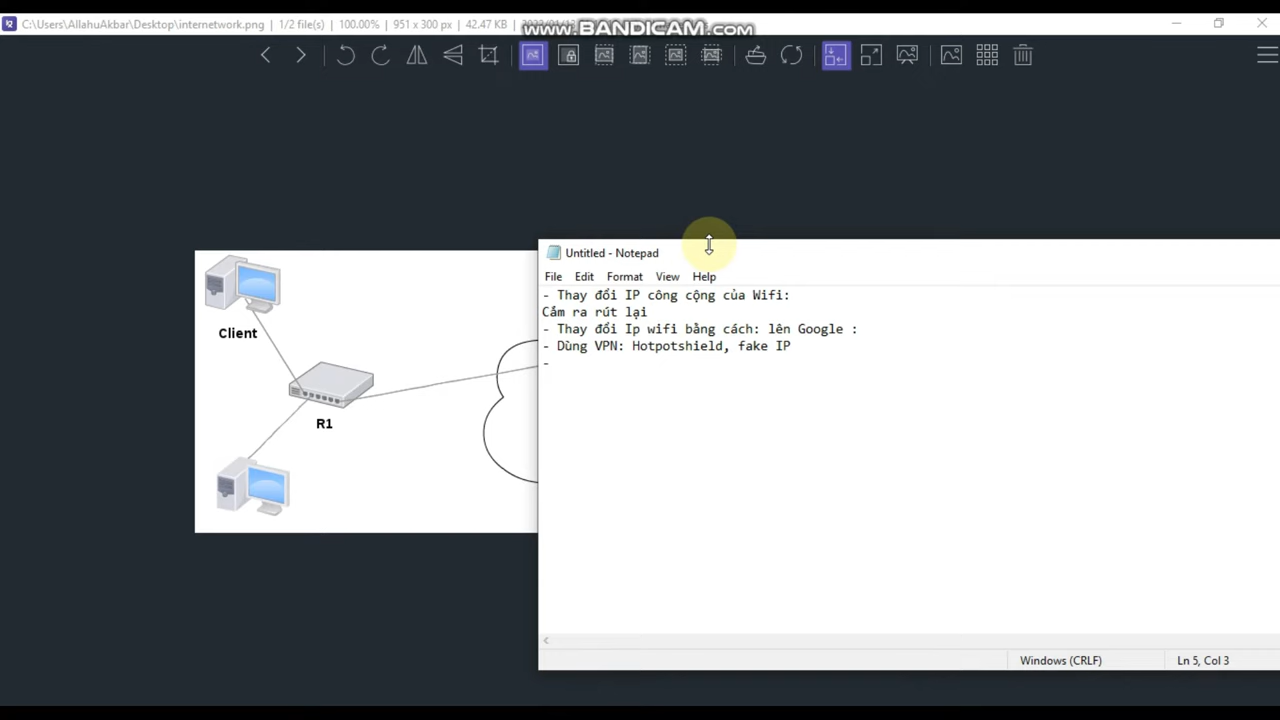 C:\Users\AllahuAkbar\Desktop\internetwork.png | 1/2 file(s) | 100.00% | 951 x 300 px | 42.47 KB |
www.BANDICAM.com
Untitled - Notepad
File Edit Format View Help
- Thay đổi IP công cộng của Wifi:
Cắm ra rút lại
- Thay đổi Ip wifi bằng cách: lên Google :
- Dùng VPN: Hotpotshield, fake IP
-
Client
R1
Windows (CRLF) Ln 5, Col 3